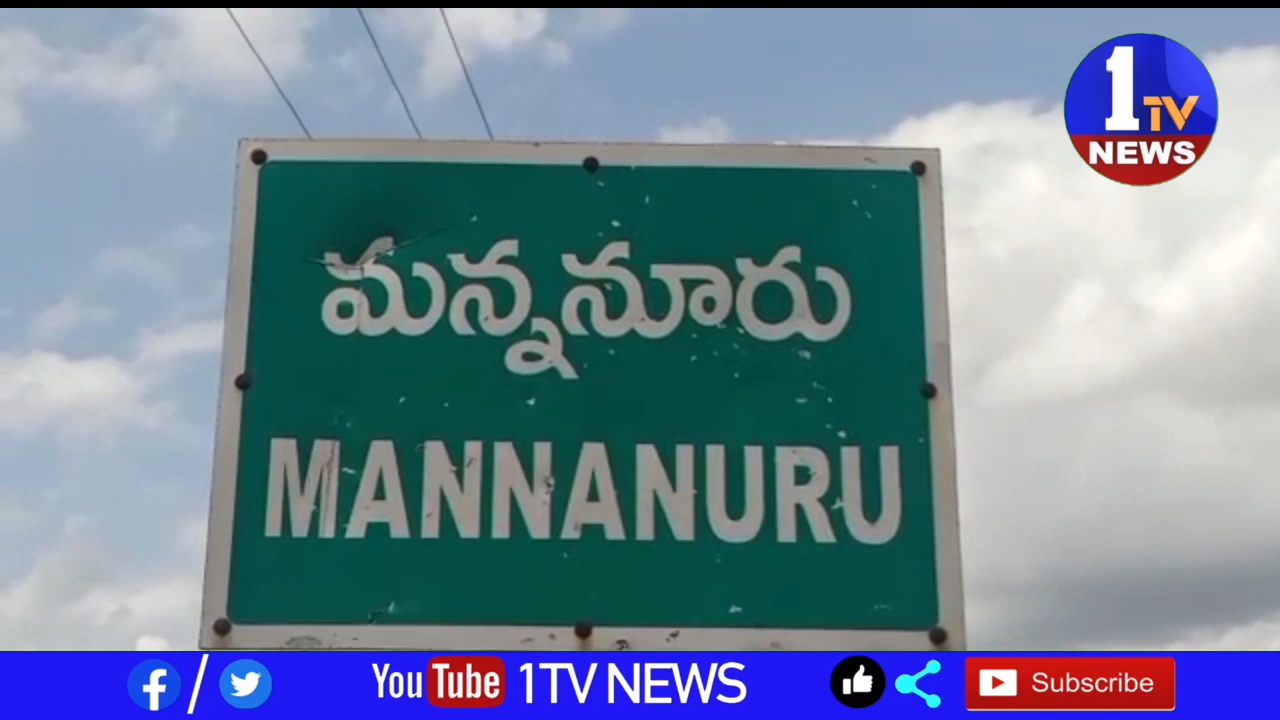 1TV
NEWS
మన్ననూరు
MANNANURU
YouTube 1TV NEWS
Subscribe